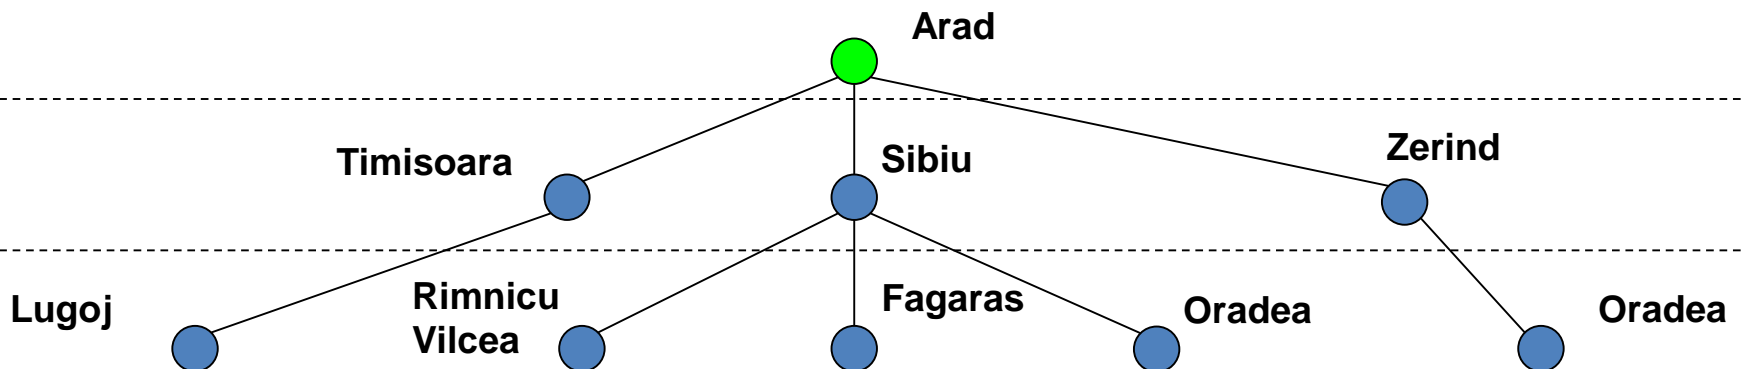 Arad
Timisoara
Sibiu
Zerind
Lugoj
Rimnicu
Vilcea
Fagaras
Oradea
Oradea